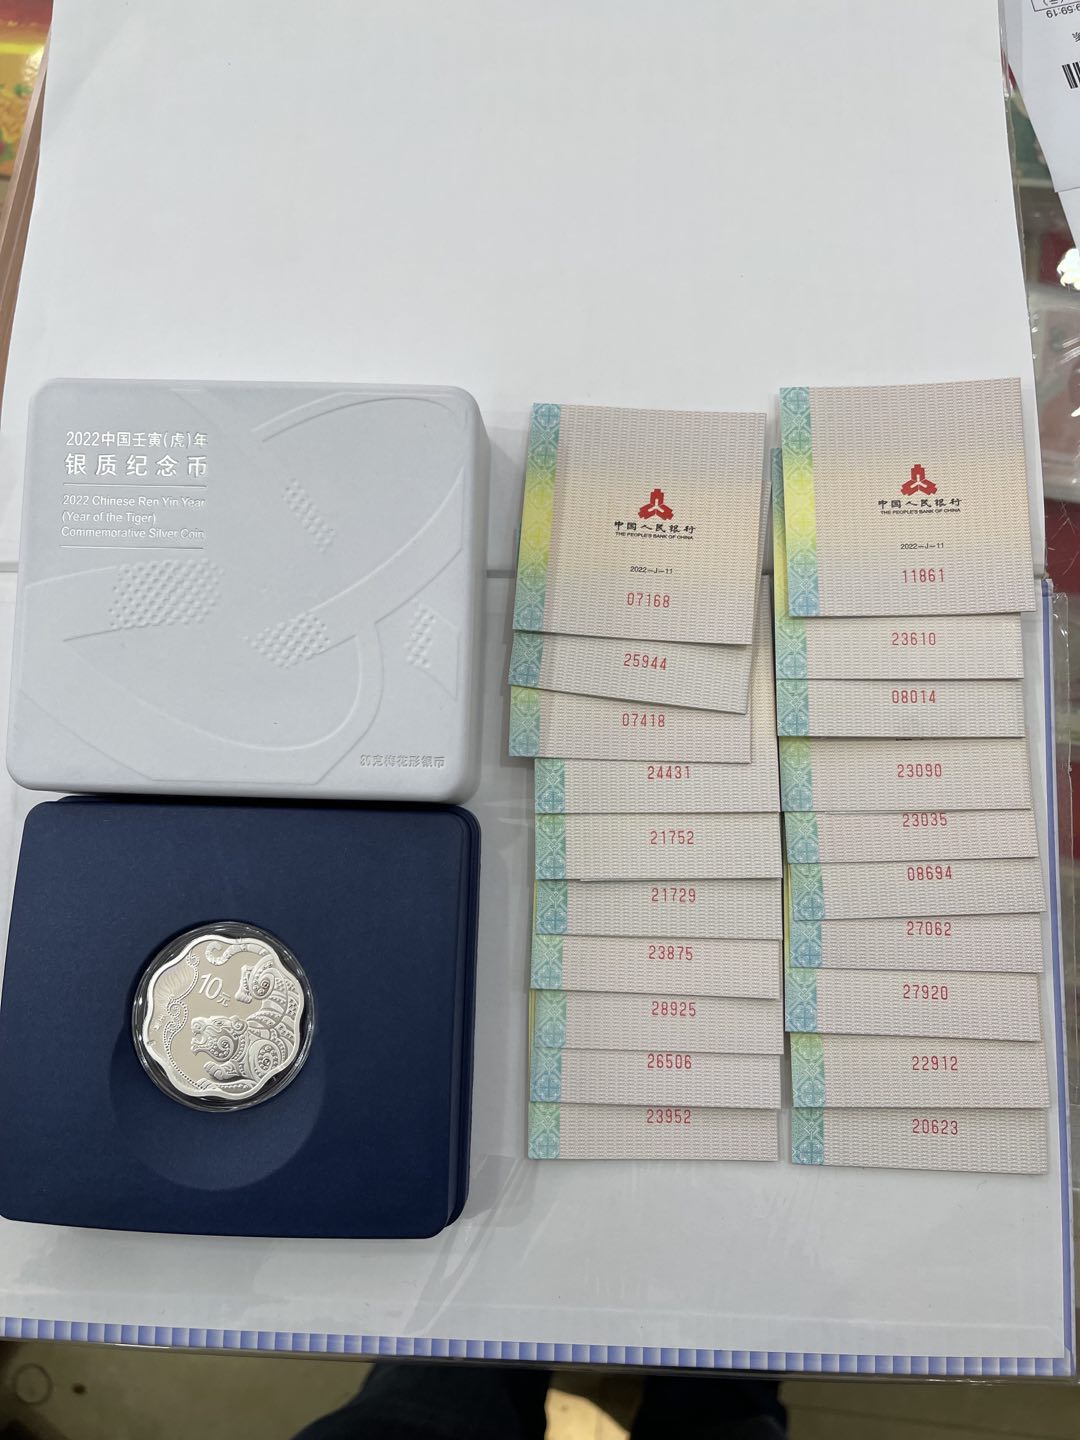 2022中国壬寅(虎)年
银质纪念币
2022 Chinese Ren Yin Year
(Year of the Tiger)
Commemorative Silver Coin
30克梅花形银币
10元
中国人民银行
THE PEOPLE'S BANK OF CHINA
2022-J-11
07168
25944
07418
24431
21752
21729
23875
28925
26506
23952
中国人民银行
THE PEOPLE'S BANK OF CHINA
2022-J-11
11861
23610
08014
23090
23035
08694
27062
27920
22912
20623